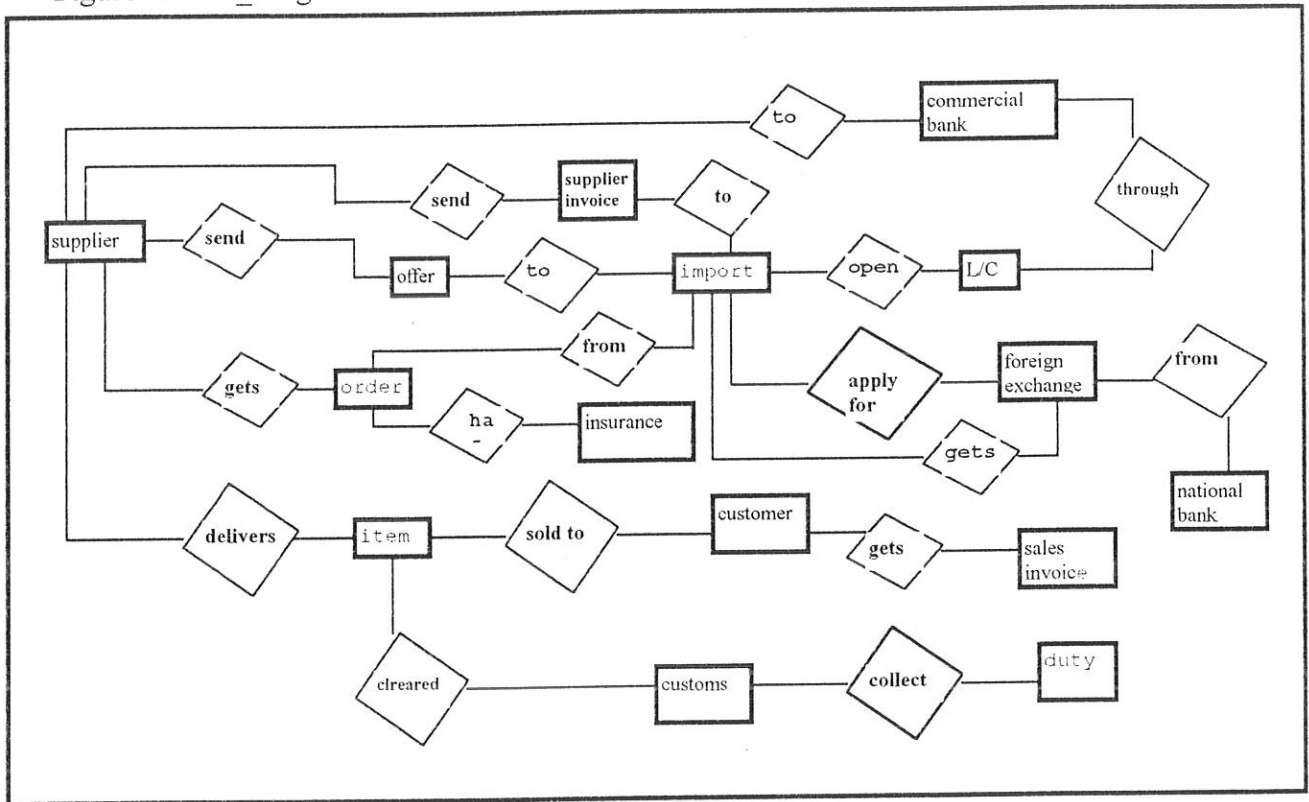 to
commercial
bank
through
send
supplier
invoice
to
supplier
send
offer
to
import
open
L/C
from
gets
order
ha
insurance
apply
for
foreign
exchange
from
gets
national
bank
delivers
item
sold to
customer
gets
sales
invoice
clreared
customs
collect
duty